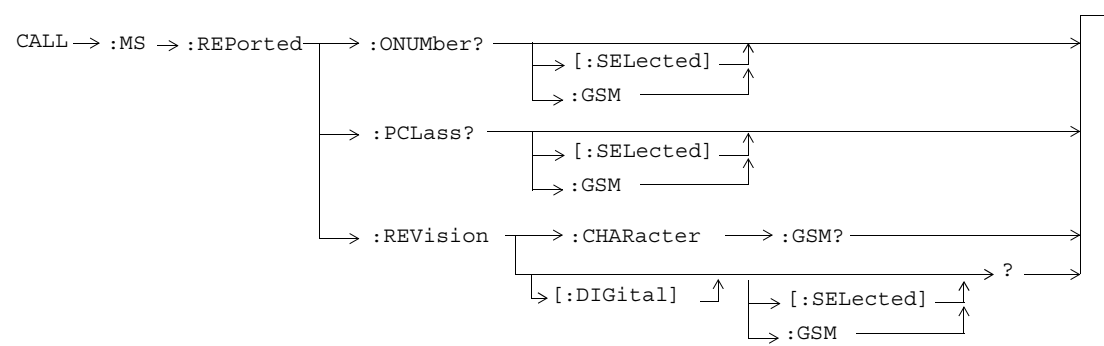 CALL :MS :REPorted :ONUMber?
[:SELected]
:GSM
:PCLass?
[:SELected]
:GSM
:REVision :CHARacter :GSM?
?
[:DIGital] [:SELected]
:GSM